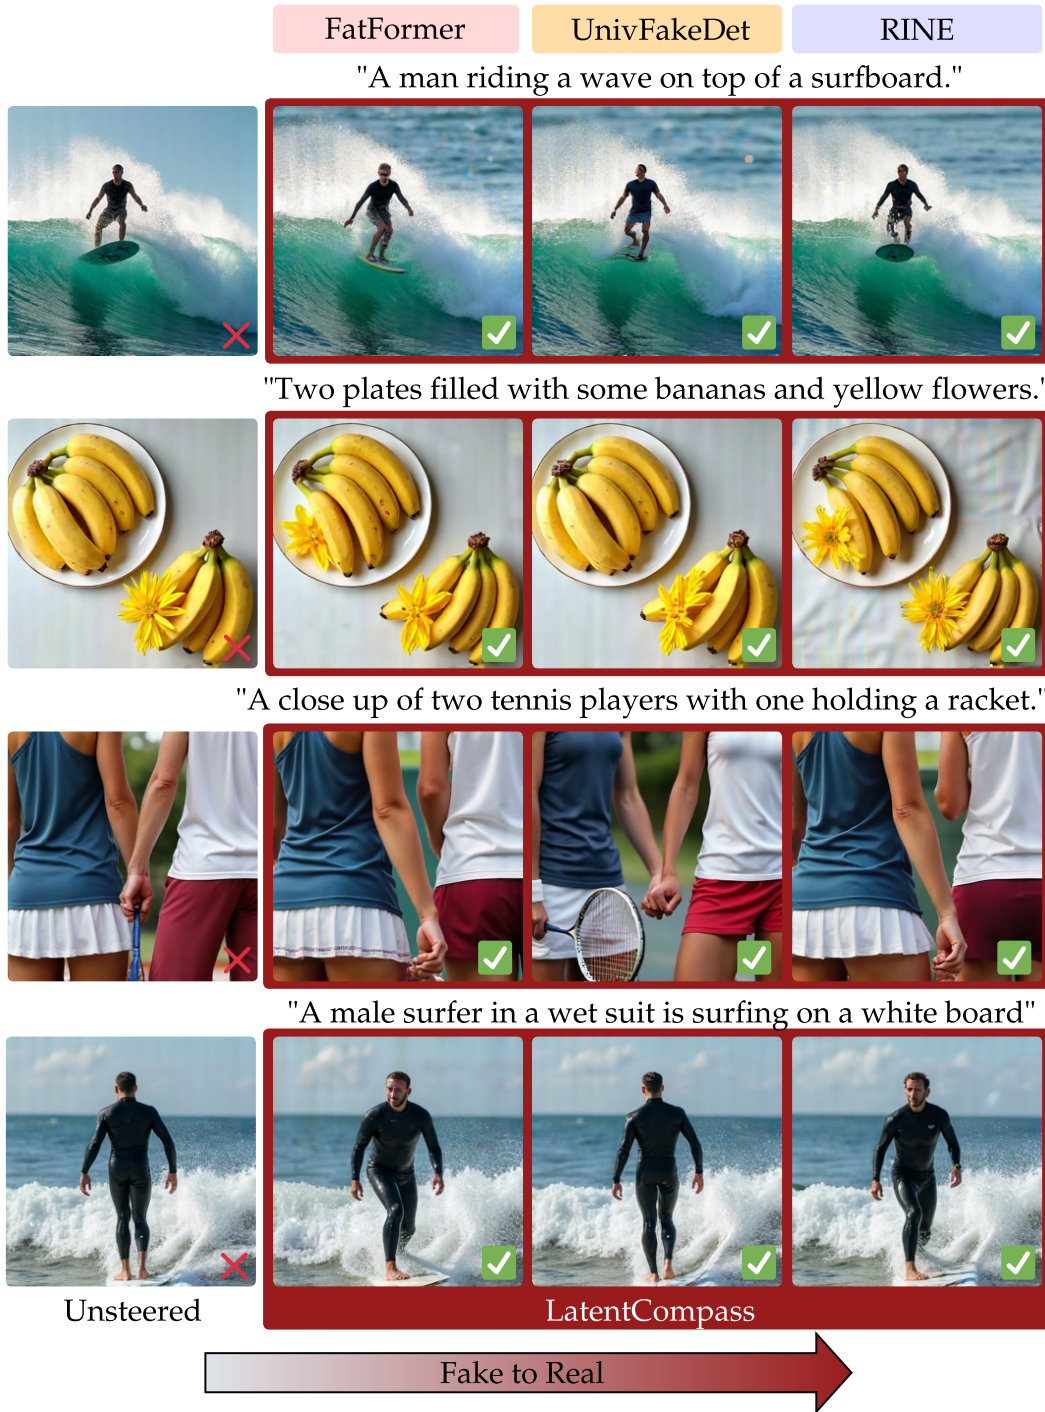 FatFormer
UnivFakeDet
RINE
"A man riding a wave on top of a surfboard."
"Two plates filled with some bananas and yellow flowers."
"A close up of two tennis players with one holding a racket."
"A male surfer in a wet suit is surfing on a white board"
Unsteered
LatentCompass
Fake to Real